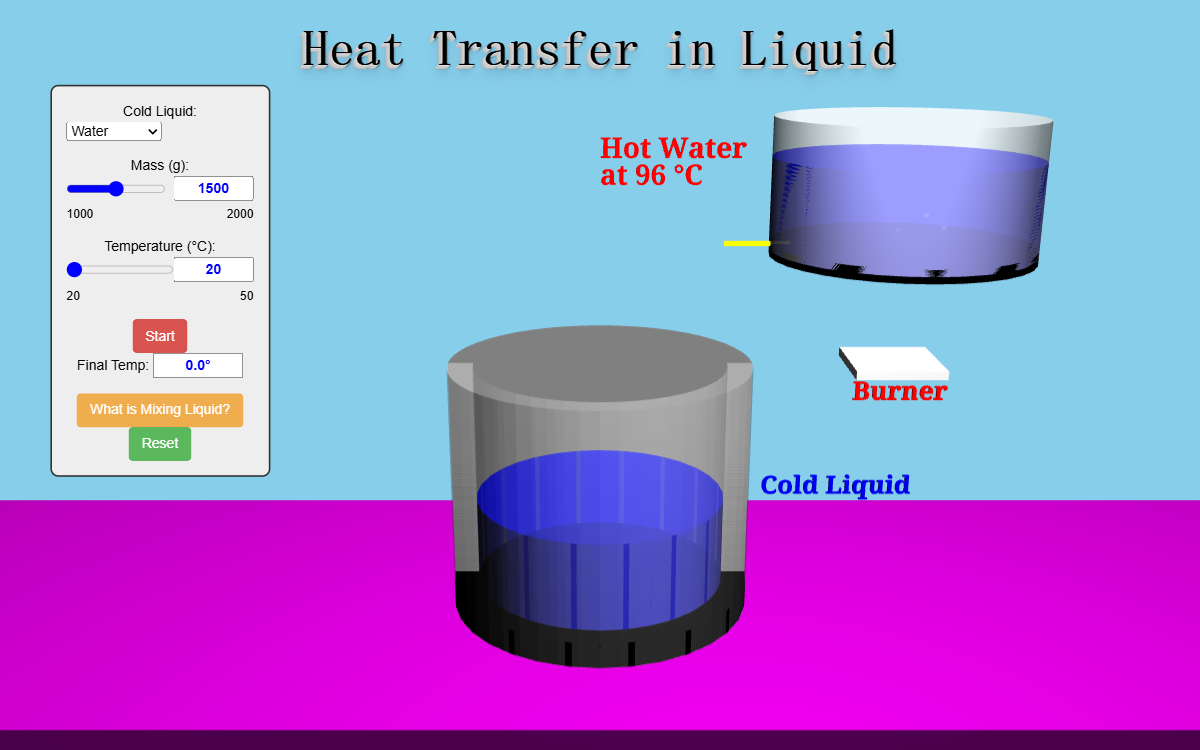 Heat Transfer in Liquid
Cold Liquid:
Water
Mass (g):
1500
1000 2000
Temperature (°C):
20
20 50
Start
Final Temp: 0.0°
What is Mixing Liquid?
Reset
Hot Water
at 96 °C
Burner
Cold Liquid